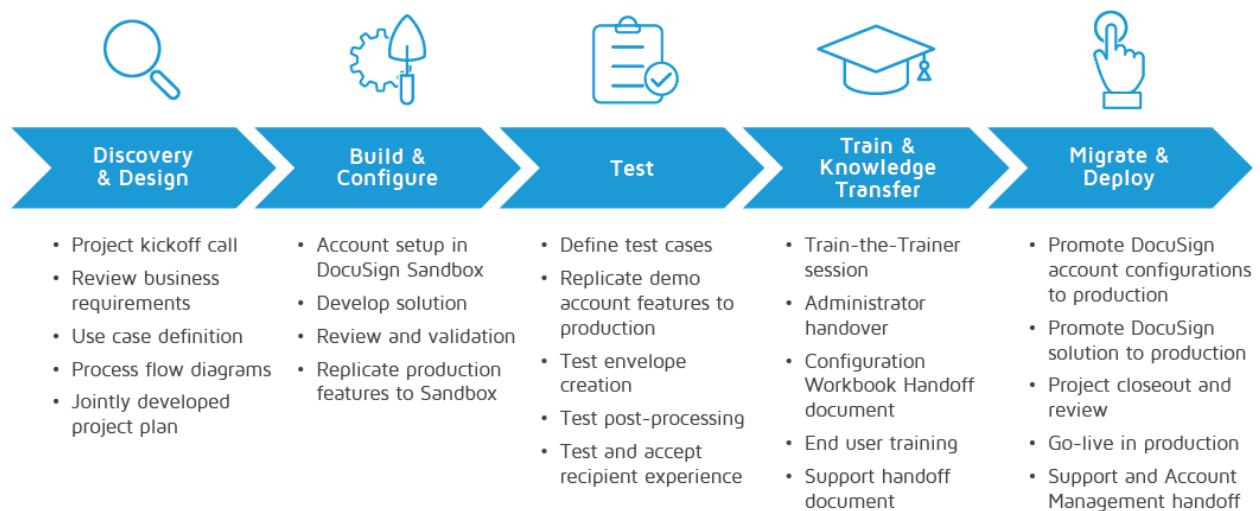 Discovery
& Design
Build &
Configure
Test
Train &
Knowledge
Transfer
Migrate &
Deploy
• Project kickoff call
• Review business
requirements
• Use case definition
• Process flow diagrams
• Jointly developed
project plan
• Account setup in
DocuSign Sandbox
• Develop solution
• Review and validation
• Replicate production
features to Sandbox
• Define test cases
• Replicate demo
account features to
production
• Test envelope
creation
• Test post-processing
• Test and accept
recipient experience
• Train-the-Trainer
session
• Administrator
handover
• Configuration
Workbook Handoff
document
• End user training
• Support handoff
document
• Promote DocuSign
account configurations
to production
• Promote DocuSign
solution to production
• Project closeout and
review
• Go-live in production
• Support and Account
Management handoff